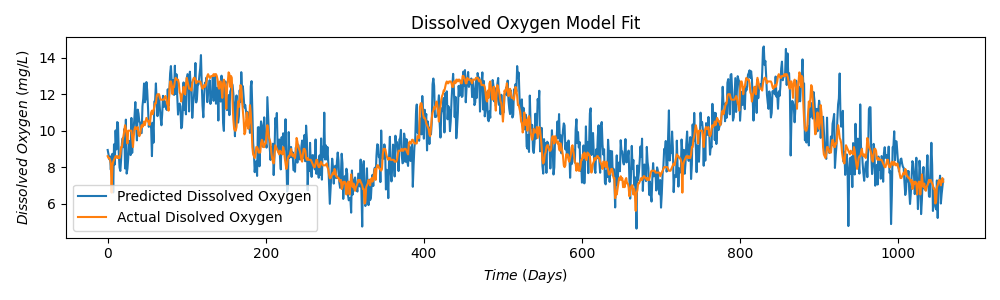 Dissolved Oxygen Model Fit
Dissolved Oxygen (mg/L)
14
12
10
8
6
Predicted Dissolved Oxygen
Actual Disolved Oxygen
0 200 400 600 800 1000
Time (Days)